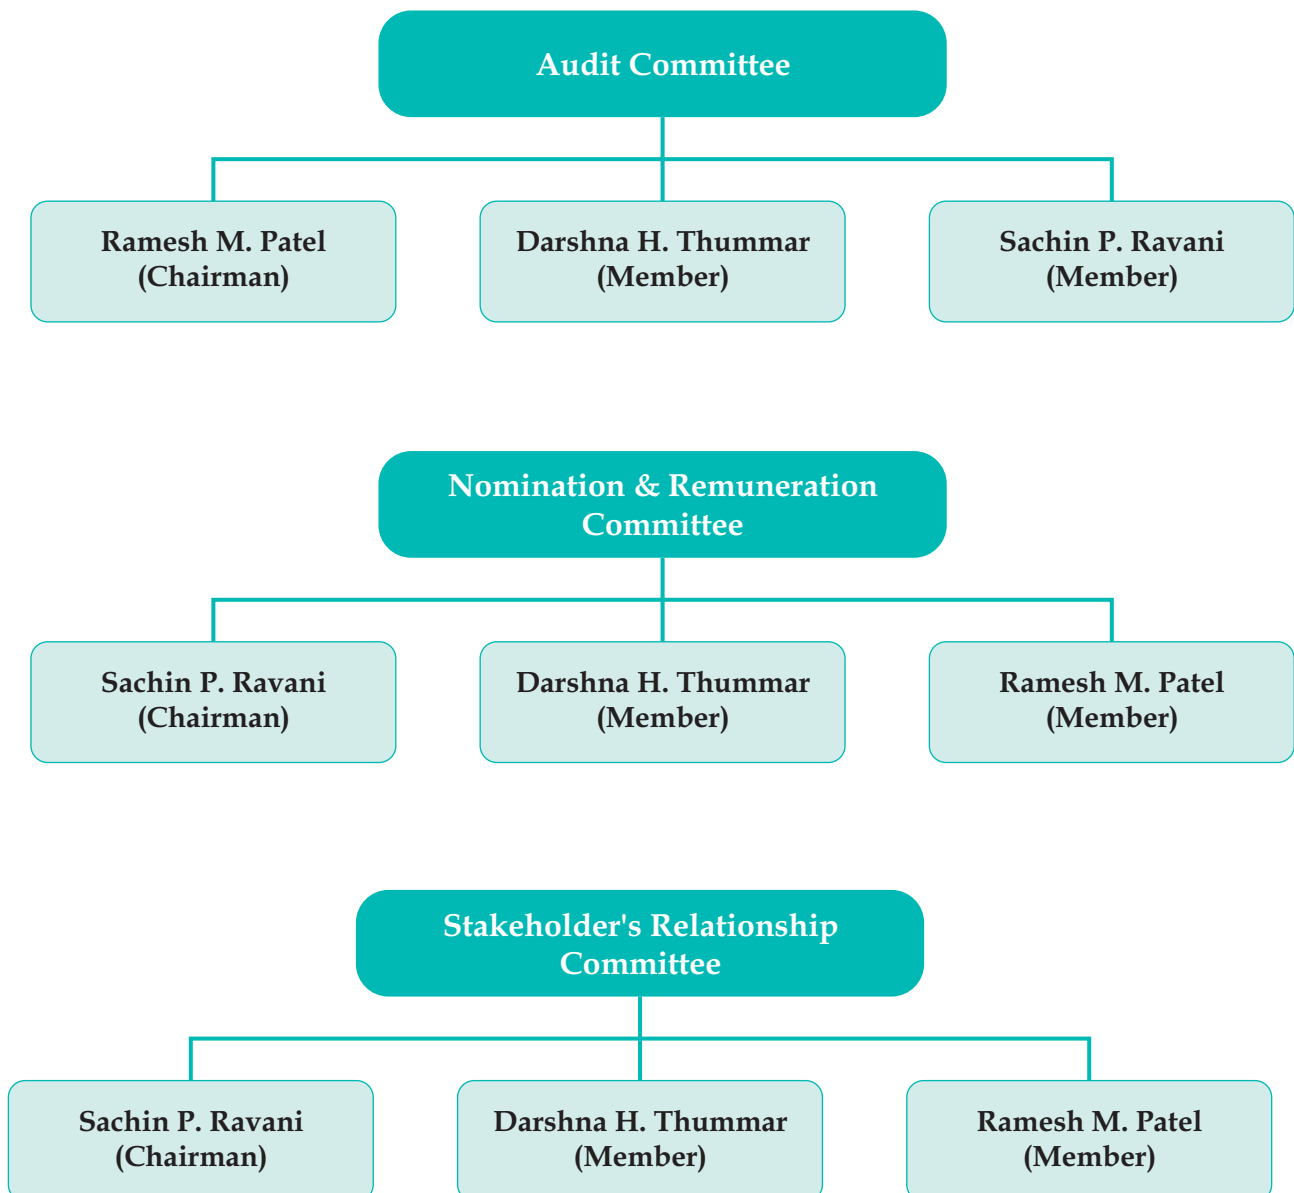 Audit Committee
Ramesh M. Patel
(Chairman)
Darshna H. Thummar
(Member)
Sachin P. Ravani
(Member)
Nomination & Remuneration
Committee
Sachin P. Ravani
(Chairman)
Darshna H. Thummar
(Member)
Ramesh M. Patel
(Member)
Stakeholder's Relationship
Committee
Sachin P. Ravani
(Chairman)
Darshna H. Thummar
(Member)
Ramesh M. Patel
(Member)